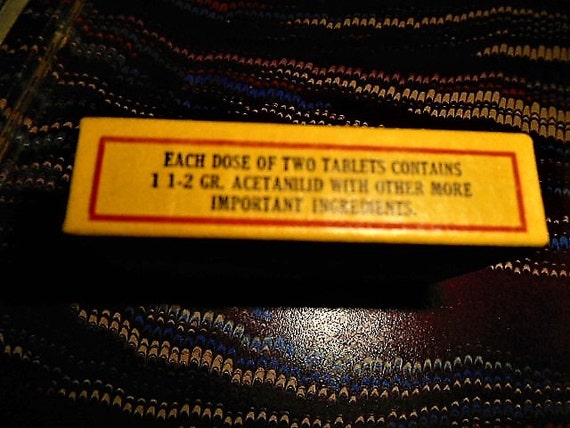 EACH DOSE OF TWO TABLETS CONTAINS
1 1-2 GR. ACETANILID WITH OTHER MORE
IMPORTANT INGREDIENTS.